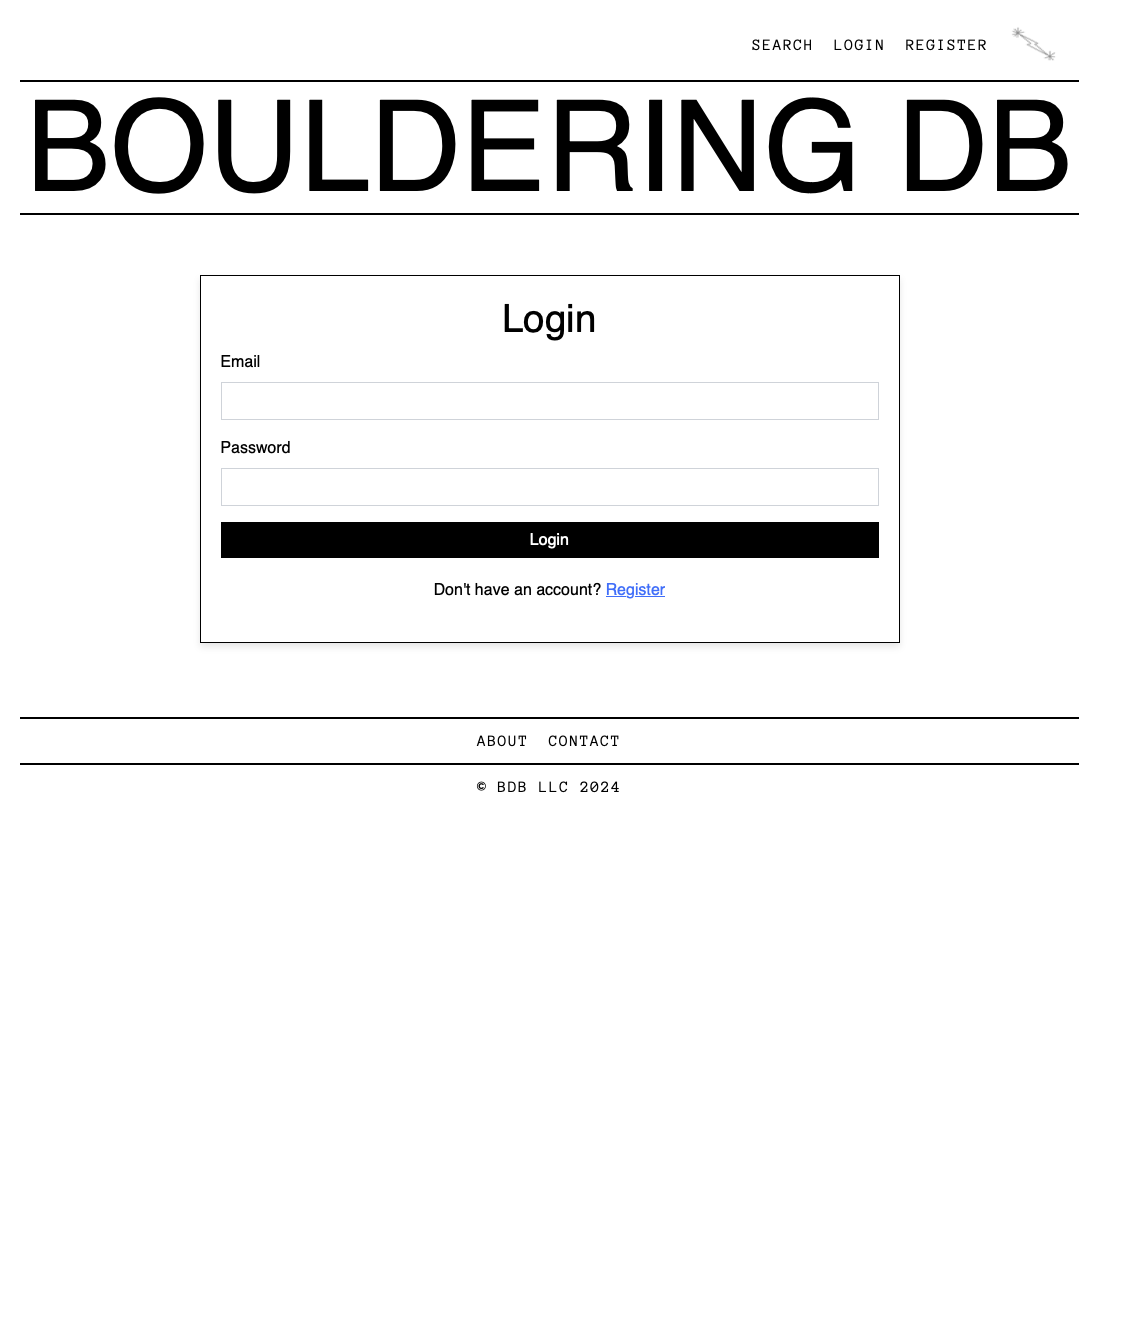 SEARCH LOGIN REGISTER
BOULDERING DB
Login
Email
Password
Login
Don't have an account? Register
ABOUT CONTACT
© BDB LLC 2024